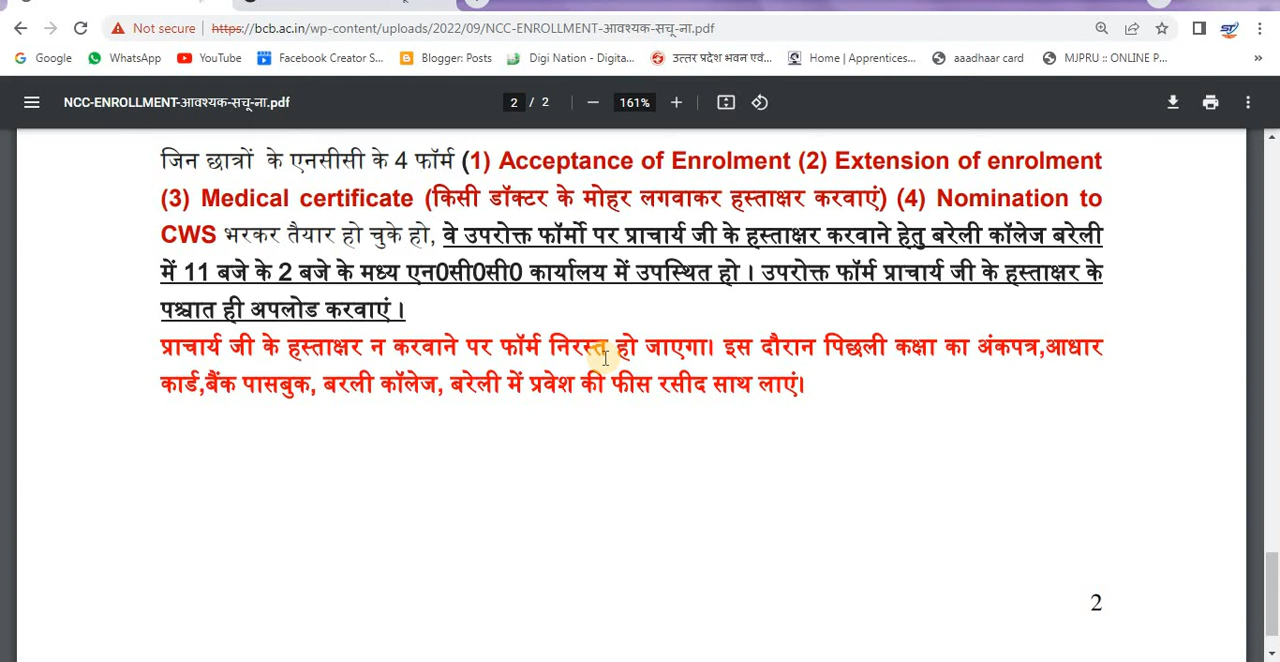 Not secure | https://bcb.ac.in/wp-content/uploads/2022/09/NCC-ENROLLMENT-आवश्यक-सचू-ना.pdf
Google WhatsApp YouTube Facebook Creator S... Blogger: Posts Digi Nation - Digita... उत्तर प्रदेश भवन एवं... Home | Apprentices... aaadhaar card MJPRU :: ONLINE P... »
NCC-ENROLLMENT-आवश्यक-सचू-ना.pdf 2 / 2 161%
जिन छात्रों के एनसीसी के 4 फॉर्म (1) Acceptance of Enrolment (2) Extension of enrolment
(3) Medical certificate (किसी डॉक्टर के मोहर लगवाकर हस्ताक्षर करवाएं) (4) Nomination to
CWS भरकर तैयार हो चुके हो, वे उपरोक्त फॉर्मो पर प्राचार्य जी के हस्ताक्षर करवाने हेतु बरेली कॉलेज बरेली
में 11 बजे के 2 बजे के मध्य एन0सी0सी0 कार्यालय में उपस्थित हो। उपरोक्त फॉर्म प्राचार्य जी के हस्ताक्षर के
पश्चात ही अपलोड करवाएं।
प्राचार्य जी के हस्ताक्षर न करवाने पर फॉर्म निरस्त हो जाएगा। इस दौरान पिछली कक्षा का अंकपत्र,आधार
कार्ड,बैंक पासबुक, बरली कॉलेज, बरेली में प्रवेश की फीस रसीद साथ लाएं।
2